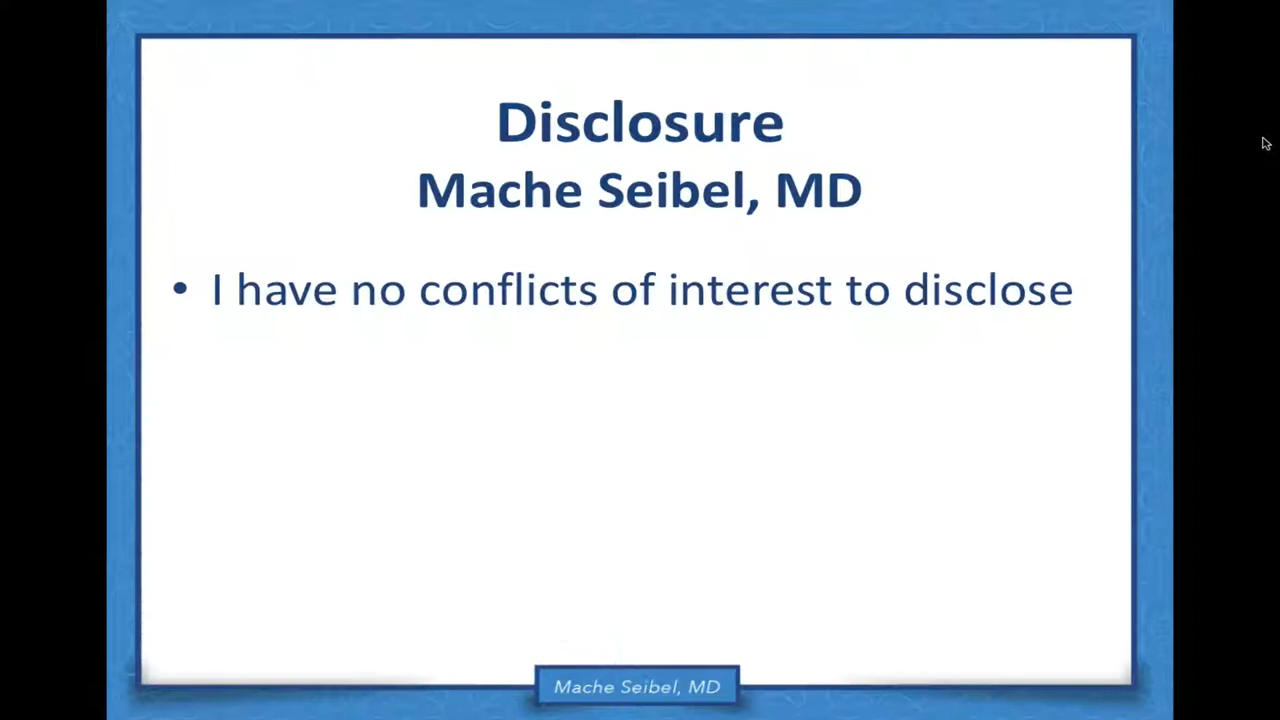 Disclosure
Mache Seibel, MD
• I have no conflicts of interest to disclose
Mache Seibel, MD